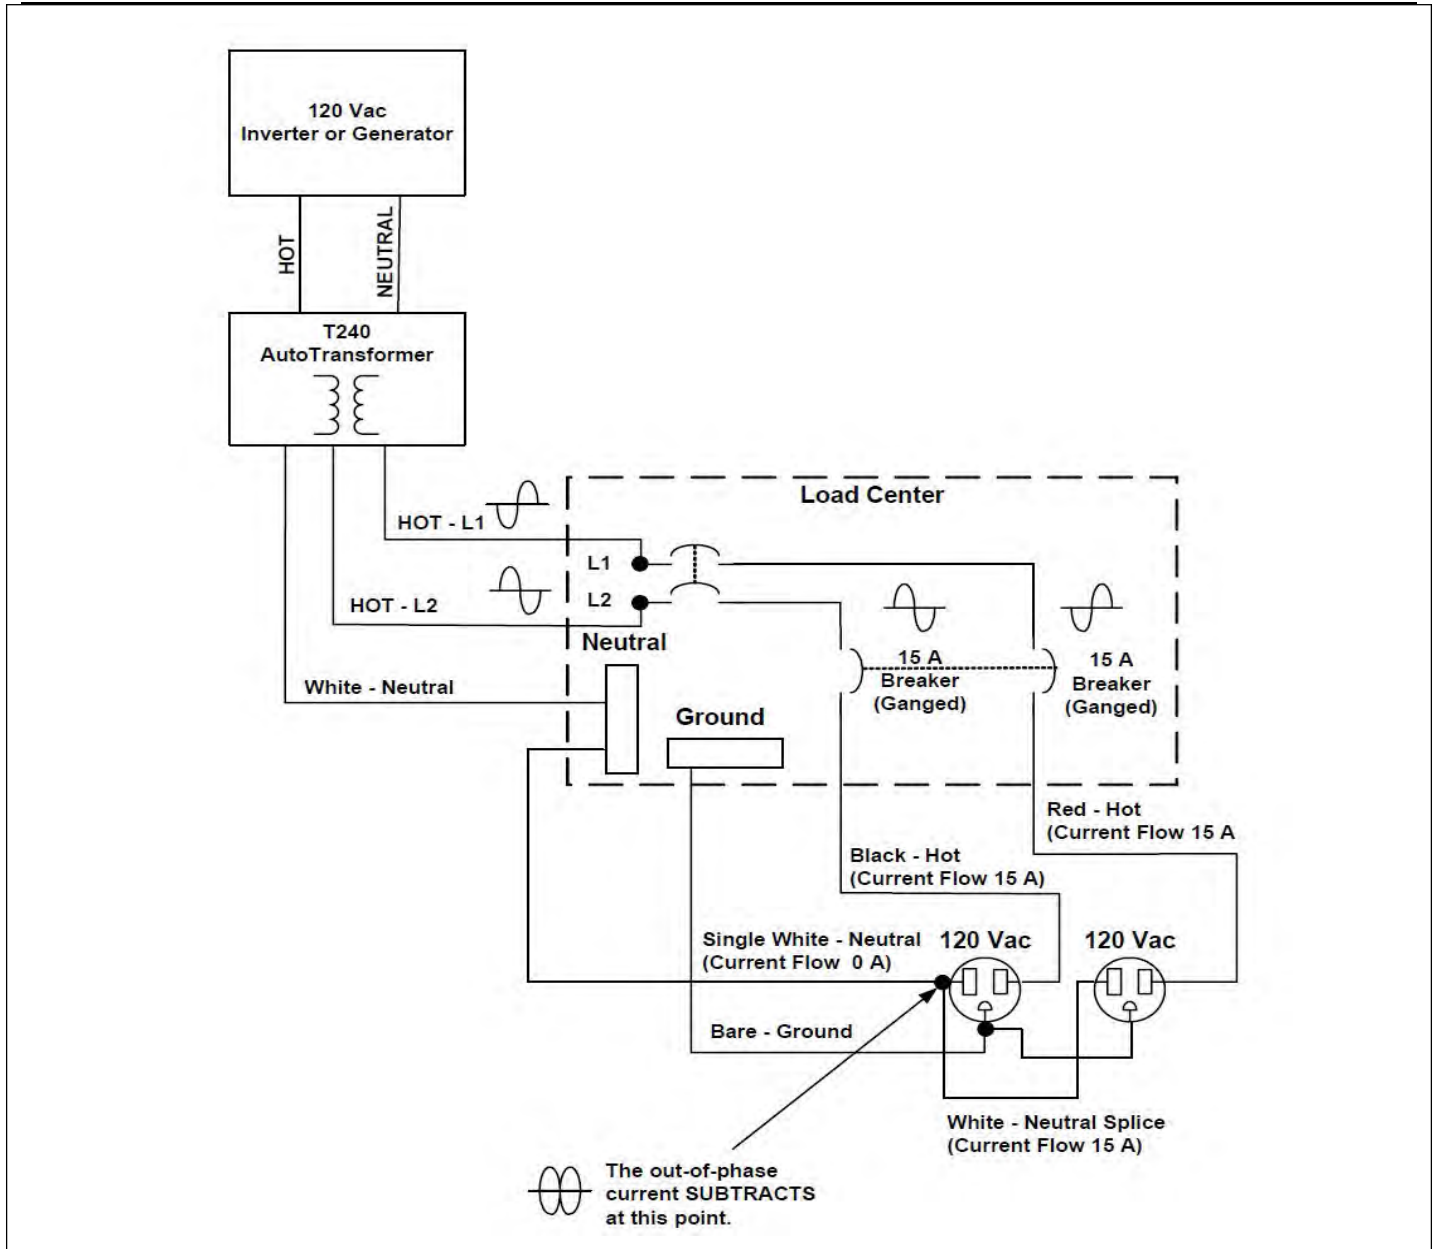 120 Vac
Inverter or Generator
HOT
NEUTRAL
T240
AutoTransformer
Load Center
HOT - L1
L1
HOT - L2
L2
Neutral
15 A
Breaker
(Ganged)
15 A
Breaker
(Ganged)
White - Neutral
Ground
Red - Hot
(Current Flow 15 A
Black - Hot
(Current Flow 15 A)
Single White - Neutral
(Current Flow 0 A)
120 Vac
120 Vac
Bare - Ground
White - Neutral Splice
(Current Flow 15 A)
The out-of-phase
current SUBTRACTS
at this point.